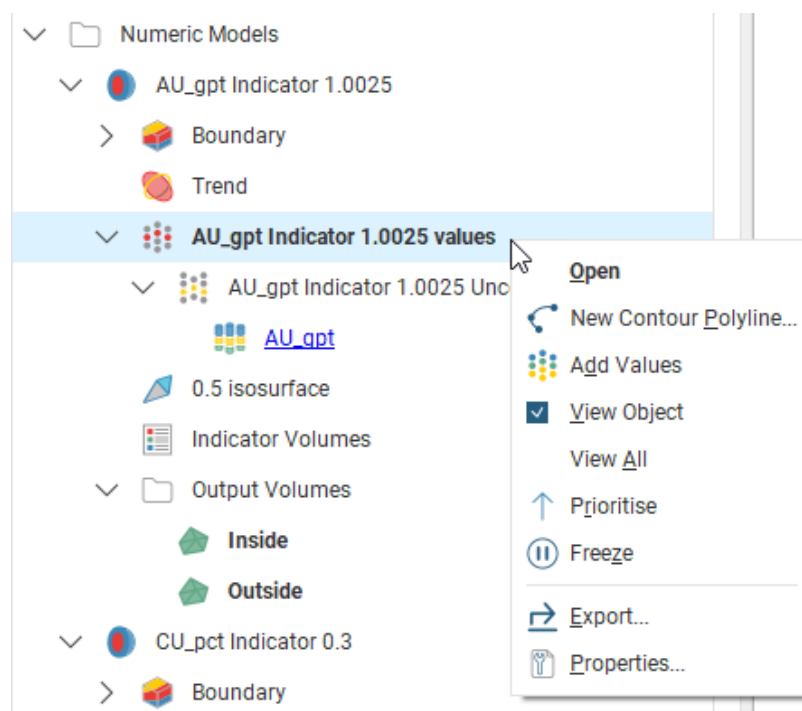 Numeric Models
AU_gpt Indicator 1.0025
Boundary
Trend
AU_gpt Indicator 1.0025 values
Open
AU_gpt Indicator 1.0025
New Contour Polyline...
AU_gpt
Add Values
0.5 isosurface
View Object
Indicator Volumes
View All
Output Volumes
Prioritise
Inside
Freeze
Outside
Export...
CU_pct Indicator 0.3
Properties...
Boundary